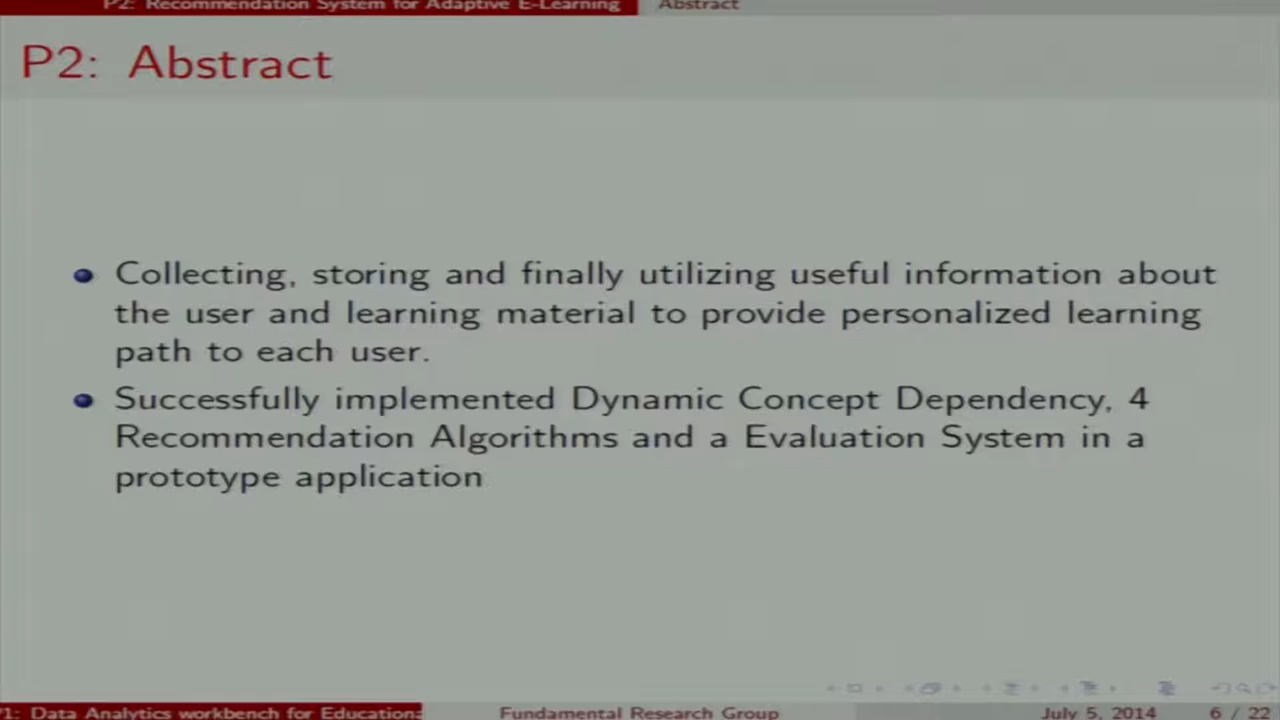 P2: Recommendation System for Adaptive E-Learning Abstract
P2: Abstract
Collecting, storing and finally utilizing useful information about
the user and learning material to provide personalized learning
path to each user.
Successfully implemented Dynamic Concept Dependency, 4
Recommendation Algorithms and a Evaluation System in a
prototype application
P1: Data Analytics workbench for Educationa Fundamental Research Group July 5, 2014 6 / 22